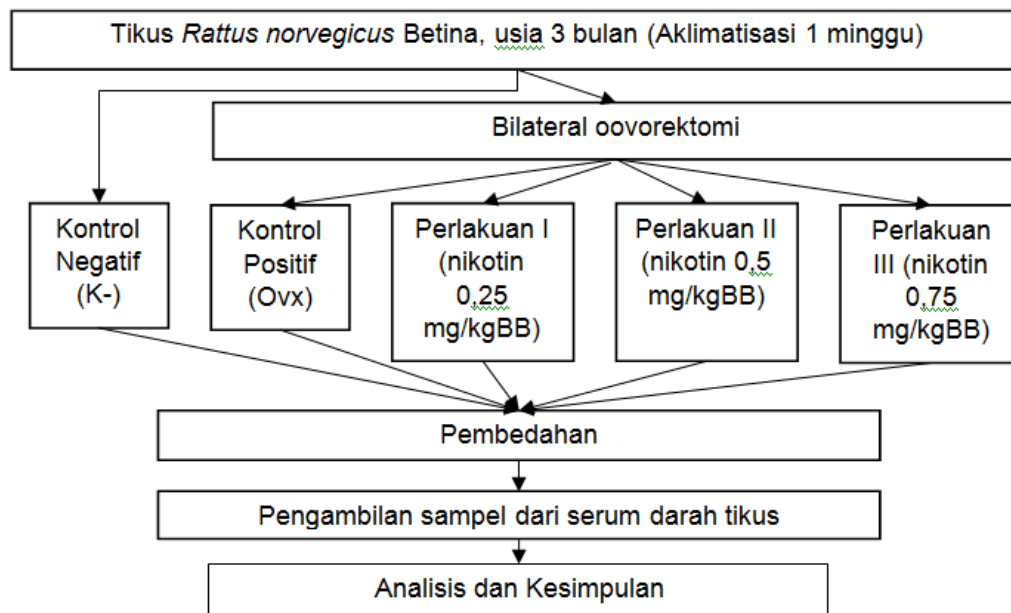 Tikus Rattus norvegicus Betina, usia 3 bulan (Aklimatisasi 1 minggu)
Bilateral oovorektomi
Kontrol
Negatif
(K-)
Kontrol
Positif
(Ovx)
Perlakuan I
(nikotin
0,25
mg/kgBB)
Perlakuan II
(nikotin 0,5
mg/kgBB)
Perlakuan
III (nikotin
0,75
mg/kgBB)
Pembedahan
Pengambilan sampel dari serum darah tikus
Analisis dan Kesimpulan